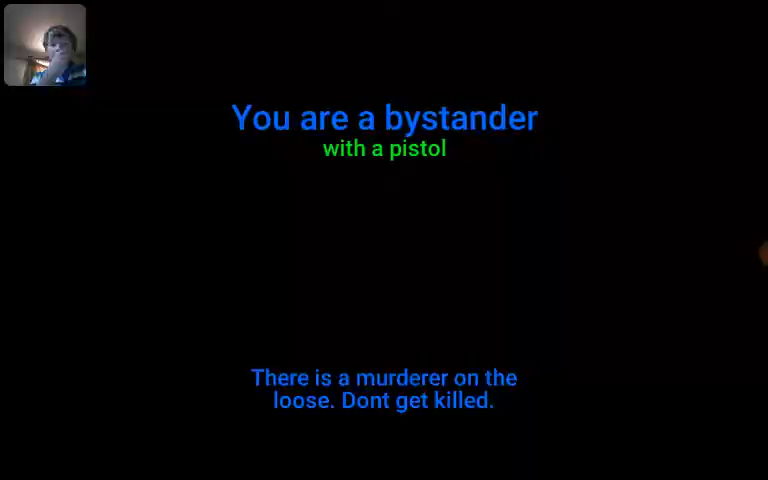 You are a bystander
with a pistol
There is a murderer on the
loose. Dont get killed.